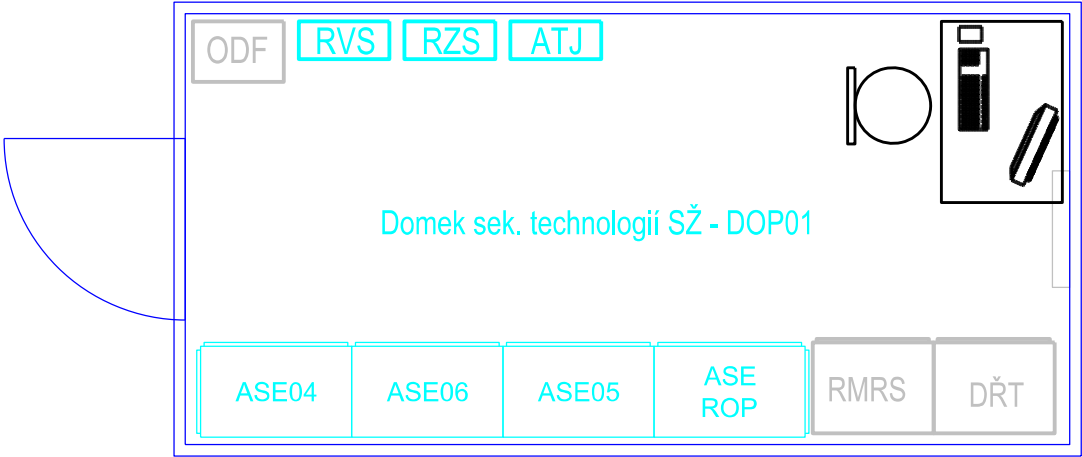 ODF
RVS
RZS
ATJ
Domek sek. technologií SŽ - DOP01
ASE04
ASE06
ASE05
ASE
ROP
RMRS
DŘT